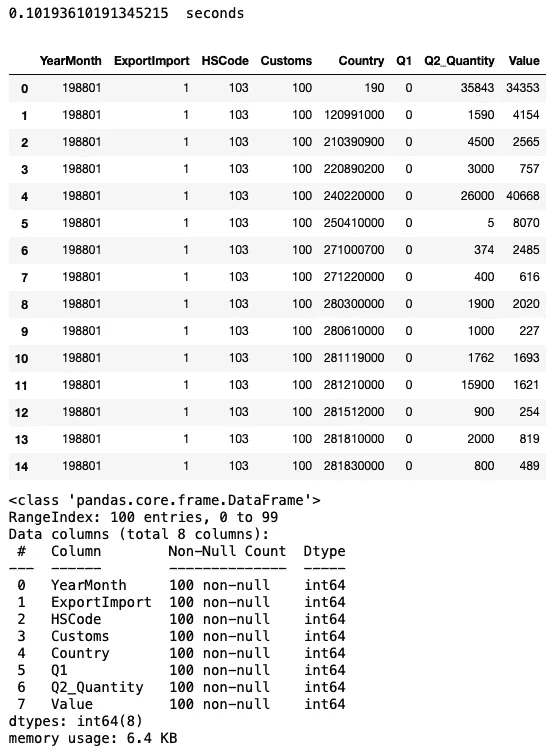 0.10193610191345215  seconds
YearMonth ExportImport HSCode Customs Country Q1 Q2_Quantity Value
0 198801 1 103 100 190 0 35843 34353
1 198801 1 103 100 120991000 0 1590 4154
2 198801 1 103 100 210390900 0 4500 2565
3 198801 1 103 100 220890200 0 3000 757
4 198801 1 103 100 240220000 0 26000 40668
5 198801 1 103 100 250410000 0 5 8070
6 198801 1 103 100 271000700 0 374 2485
7 198801 1 103 100 271220000 0 400 616
8 198801 1 103 100 280300000 0 1900 2020
9 198801 1 103 100 280610000 0 1000 227
10 198801 1 103 100 281119000 0 1762 1693
11 198801 1 103 100 281210000 0 15900 1621
12 198801 1 103 100 281512000 0 900 254
13 198801 1 103 100 281810000 0 2000 819
14 198801 1 103 100 281830000 0 800 489
<class 'pandas.core.frame.DataFrame'>
RangeIndex: 100 entries, 0 to 99
Data columns (total 8 columns):
 #   Column        Non-Null Count  Dtype
---  ------        --------------  -----
 0   YearMonth     100 non-null    int64
 1   ExportImport  100 non-null    int64
 2   HSCode        100 non-null    int64
 3   Customs       100 non-null    int64
 4   Country       100 non-null    int64
 5   Q1            100 non-null    int64
 6   Q2_Quantity   100 non-null    int64
 7   Value         100 non-null    int64
dtypes: int64(8)
memory usage: 6.4 KB